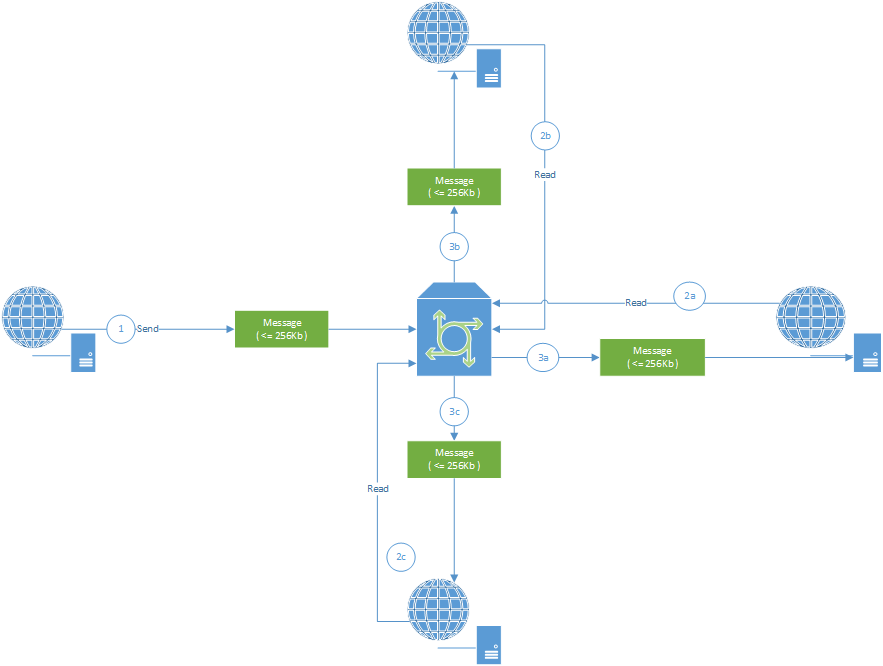 2b
Read
Message
( <= 256Kb )
3b
1
Send
Message
( <= 256Kb )
Read
2a
3a
Message
( <= 256Kb )
3c
Message
( <= 256Kb )
Read
2c